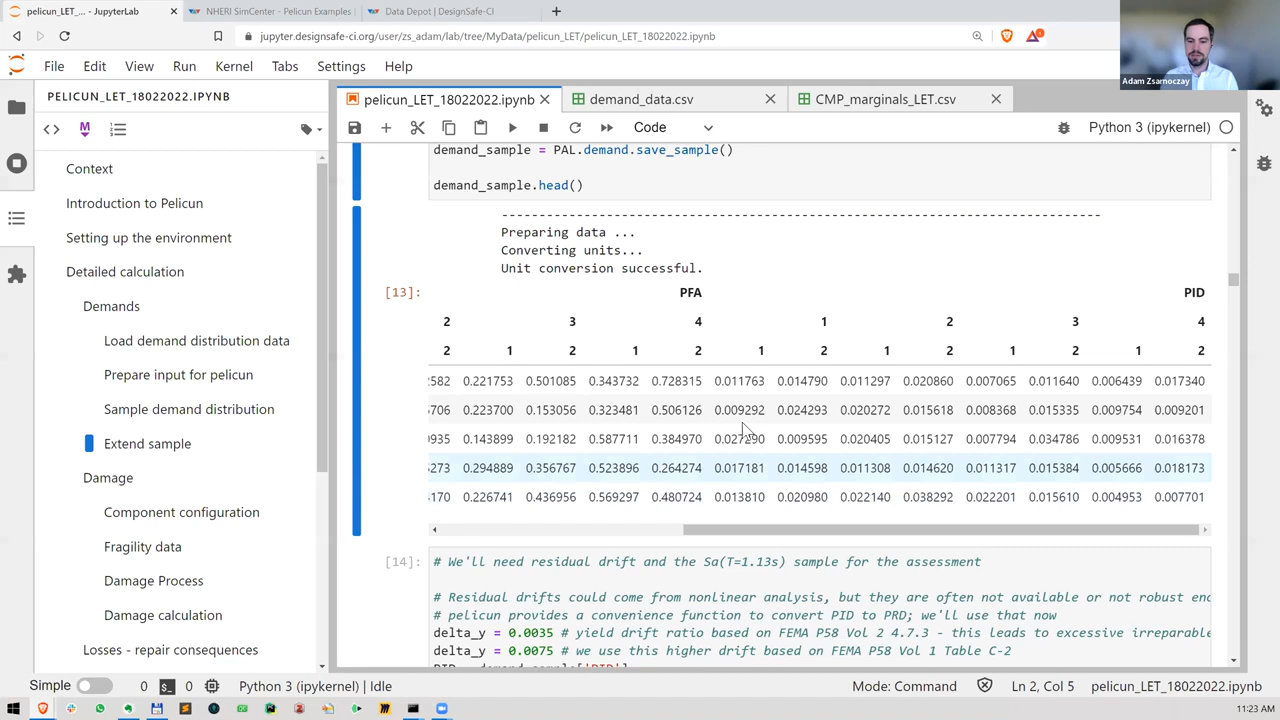 pelicun_LET_... - JupyterLab
NHERI SimCenter - Pelicun Examples
Data Depot | DesignSafe-CI
jupyter.designsafe-ci.org/user/zs_adam/lab/tree/MyData/pelicun_LET/pelicun_LET_18022022.ipynb
Adam Zsarnoczay
File Edit View Run Kernel Tabs Settings Help
PELICUN_LET_18022022.IPYNB
pelicun_LET_18022022.ipynb
demand_data.csv
CMP_marginals_LET.csv
Code
Python 3 (ipykernel)
Context
Introduction to Pelicun
Setting up the environment
Detailed calculation
Demands
Load demand distribution data
Prepare input for pelicun
Sample demand distribution
Extend sample
Damage
Component configuration
Fragility data
Damage Process
Damage calculation
Losses - repair consequences
demand_sample = PAL.demand.save_sample()
demand_sample.head()
--------------------------------------------------------------------------------
Preparing data ...
Converting units...
Unit conversion successful.
[13]:
PFA PID
2 3 4 1 2 3 4
2 1 2 1 2 1 2 1 2 1 2 1 2
2582 0.221753 0.501085 0.343732 0.728315 0.011763 0.014790 0.011297 0.020860 0.007065 0.011640 0.006439 0.017340
5706 0.223700 0.153056 0.323481 0.506126 0.009292 0.024293 0.020272 0.015618 0.008368 0.015335 0.009754 0.009201
9935 0.143899 0.192182 0.587711 0.384970 0.027290 0.009595 0.020405 0.015127 0.007794 0.034786 0.009531 0.016378
5273 0.294889 0.356767 0.523896 0.264274 0.017181 0.014598 0.011308 0.014620 0.011317 0.015384 0.005666 0.018173
4170 0.226741 0.436956 0.569297 0.480724 0.013810 0.020980 0.022140 0.038292 0.022201 0.015610 0.004953 0.007701
[14]:
# We'll need residual drift and the Sa(T=1.13s) sample for the assessment
# Residual drifts could come from nonlinear analysis, but they are often not available or not robust en
# pelicun provides a convenience function to convert PID to PRD; we'll use that now
delta_y = 0.0035 # yield drift ratio based on FEMA P58 Vol 2 4.7.3 - this leads to excessive irreparable
delta_y = 0.0075 # we use this higher drift based on FEMA P58 Vol 1 Table C-2
PID = demand_sample['PID']
Simple 0 0 Python 3 (ipykernel) | Idle
Mode: Command Ln 2, Col 5 pelicun_LET_18022022.ipynb
11:23 AM